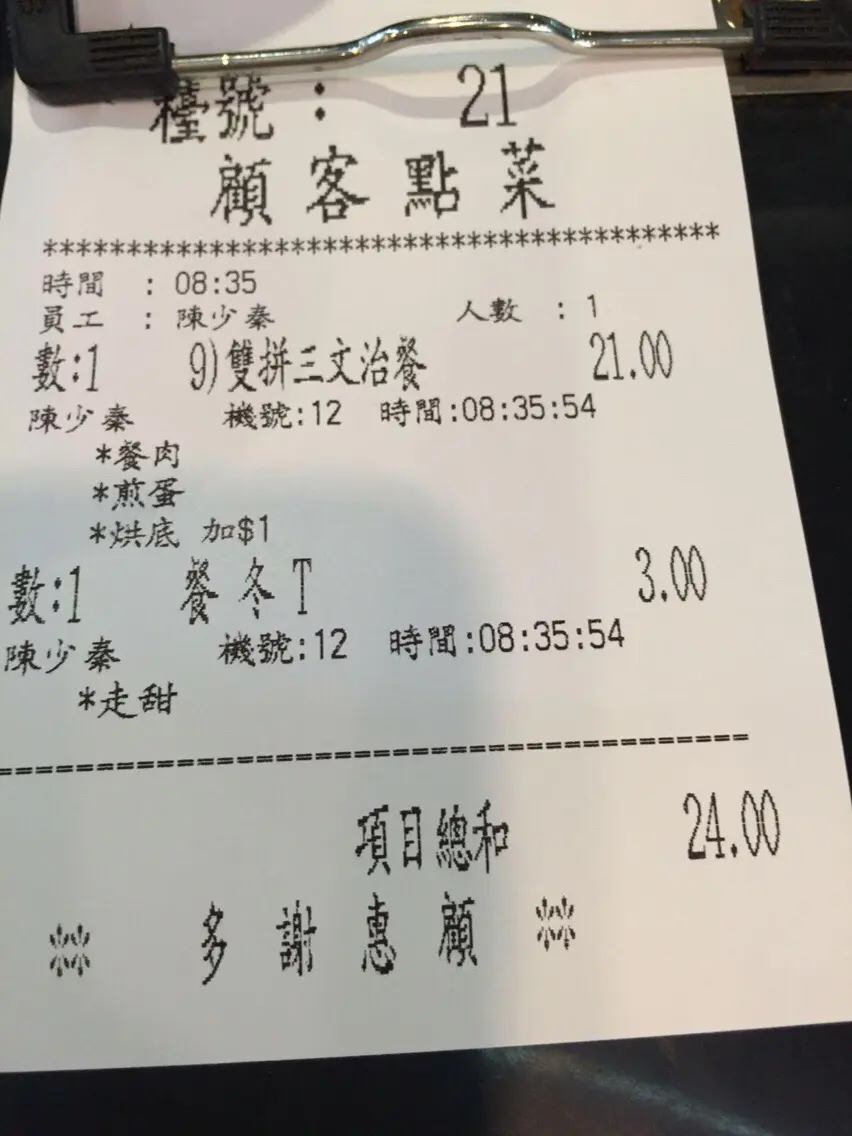 檯號： 21
顧客點菜
*****************************************
時間 : 08:35
員工 : 陳少秦 人數 : 1
數:1 9)雙拼三文治餐 21.00
陳少秦 機號:12 時間:08:35:54
*餐肉
*煎蛋
*烘底 加$1
數:1 餐冬T 3.00
陳少秦 機號:12 時間:08:35:54
*走甜
==========================================
項目總和 24.00
多謝惠顧